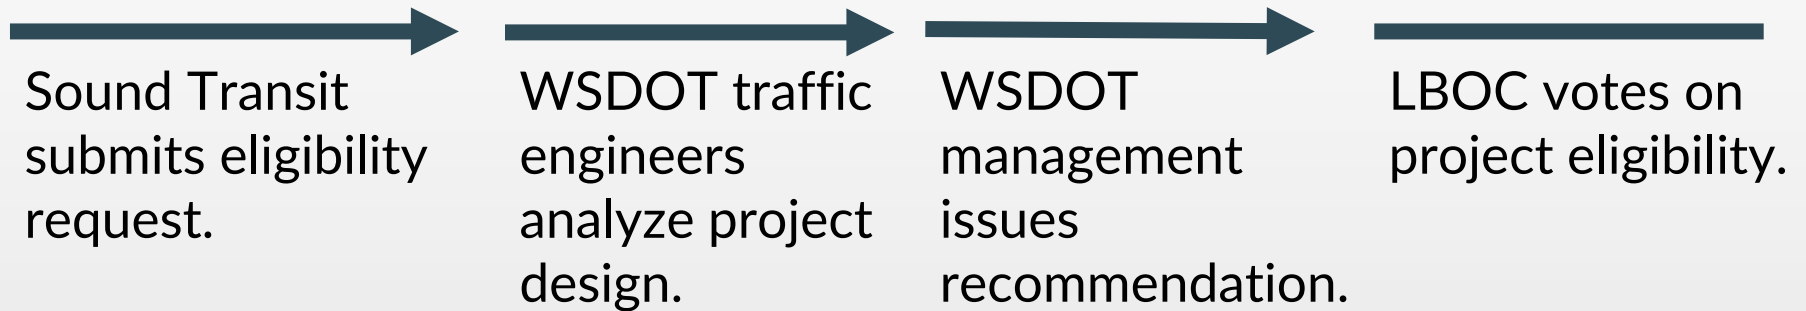 Sound Transit
submits eligibility
request.
WSDOT traffic
engineers
analyze project
design.
WSDOT
management
issues
recommendation.
LBOC votes on
project eligibility.